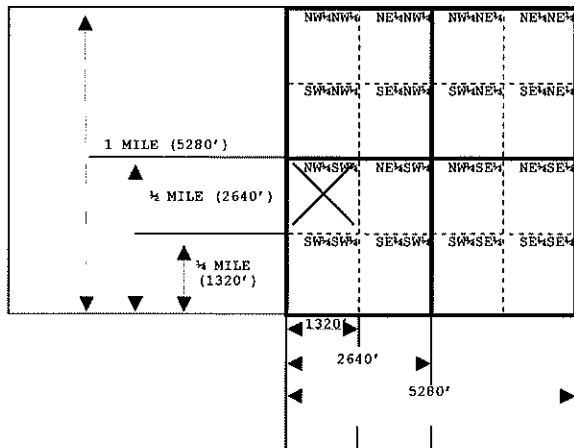 NW¼NW¼ NE¼NW¼ NW¼NE¼ NE¼NE¼
SW¼NW¼ SE¼NW¼ SW¼NE¼ SE¼NE¼
1 MILE (5280')
NW¼SW¼ NE¼SW¼ NW¼SE¼ NE¼SE¼
½ MILE (2640')
SW¼SW¼ SE¼SW¼ SW¼SE¼ SE¼SE¼
¼ MILE
(1320')
1320'
2640'
5280'